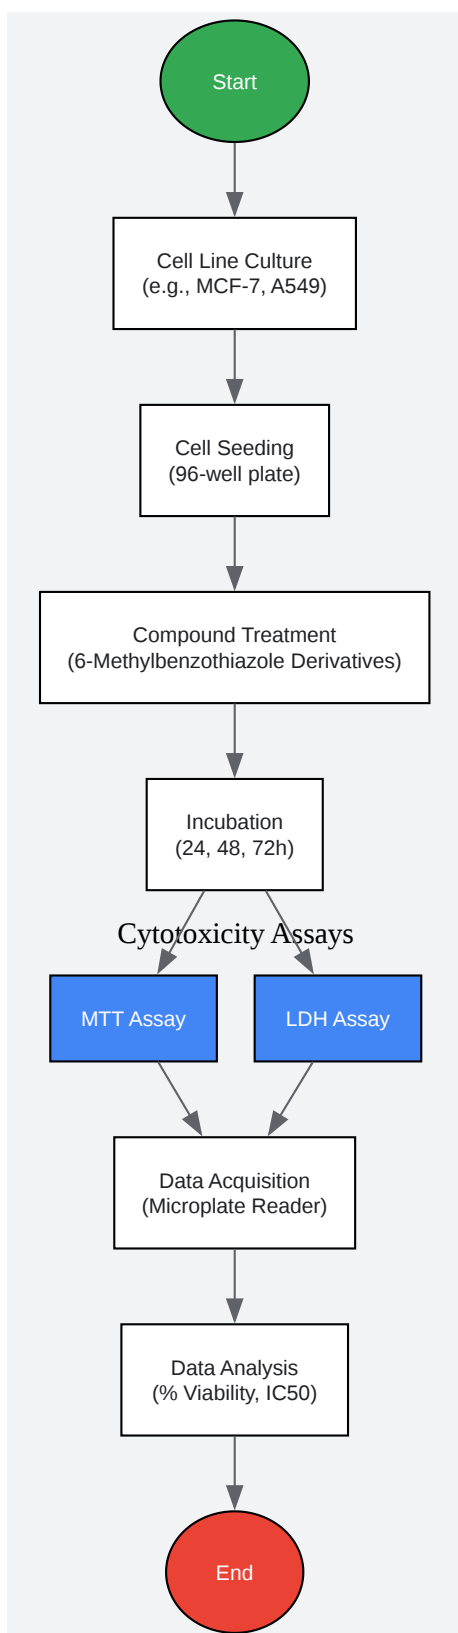 Start
Cell Line Culture
(e.g., MCF-7, A549)
Cell Seeding
(96-well plate)
Compound Treatment
(6-Methylbenzothiazole Derivatives)
Incubation
(24, 48, 72h)
Cytotoxicity Assays
MTT Assay
LDH Assay
Data Acquisition
(Microplate Reader)
Data Analysis
(% Viability, IC50)
End